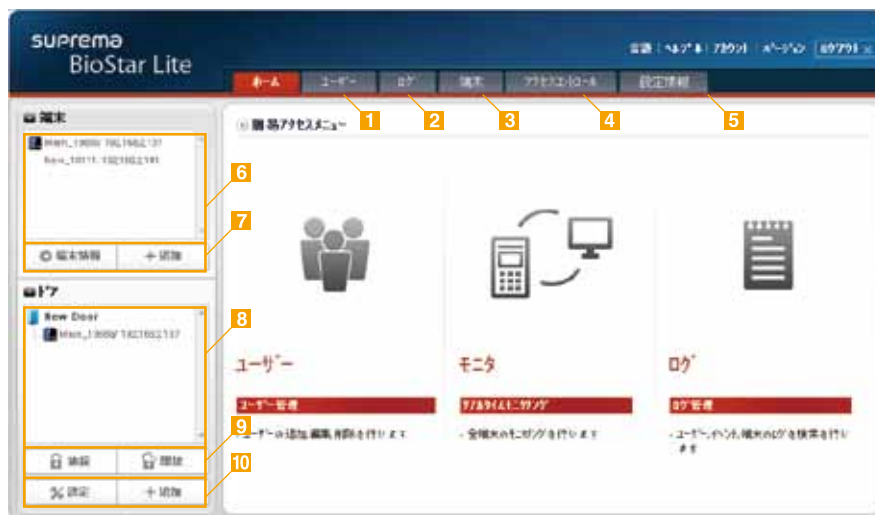 suprema
BioStar Lite
言語 | ヘルプ | アカウント | バージョン ログアウト
ホーム ユーザー ログ 端末 アクセスコントロール 設定情報
1 2 3 4 5
端末
簡易アクセスメニュー
6
7
端末情報 + 追加
ドア
New Door
8
ユーザー モニタ ログ
ユーザー管理 リアルタイムモニタリング ログ管理
- ユーザーの追加, 編集, 削除を行います
- 全端末のモニタリングを行います
- ユーザー, イベント, 端末のログを検索を行います
9
施錠 開放
10
設定 + 追加